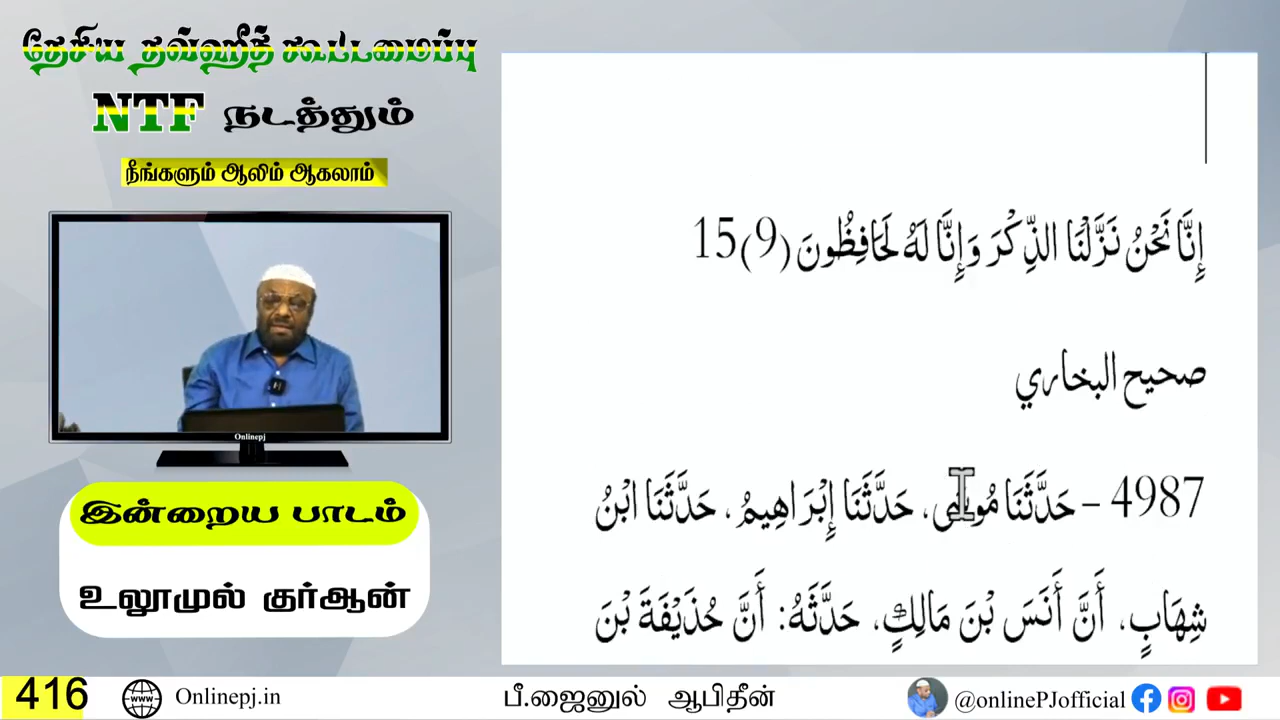 தேசிய தவ்ஹீத் கூட்டமைப்பு
NTF நடத்தும்
நீங்களும் ஆலிம் ஆகலாம்
Onlinepj
இன்றைய பாடம்
உலூமுல் குர்ஆன்
إِنَّا نَحْنُ نَزَّلْنَا الذِّكْرَ وَإِنَّا لَهُ لَحَافِظُونَ (9) 15
صحيح البخاري
4987 - حَدَّثَنَا مُوسَى، حَدَّثَنَا إِبْرَاهِيمُ، حَدَّثَنَا ابْنُ
شِهَابٍ، أَنَّ أَنَسَ بْنَ مَالِكٍ، حَدَّثَهُ: أَنَّ حُذَيْفَةَ بْنَ
416 www Onlinepj.in பீ.ஜைனுல் ஆபிதீன் @onlinePJofficial